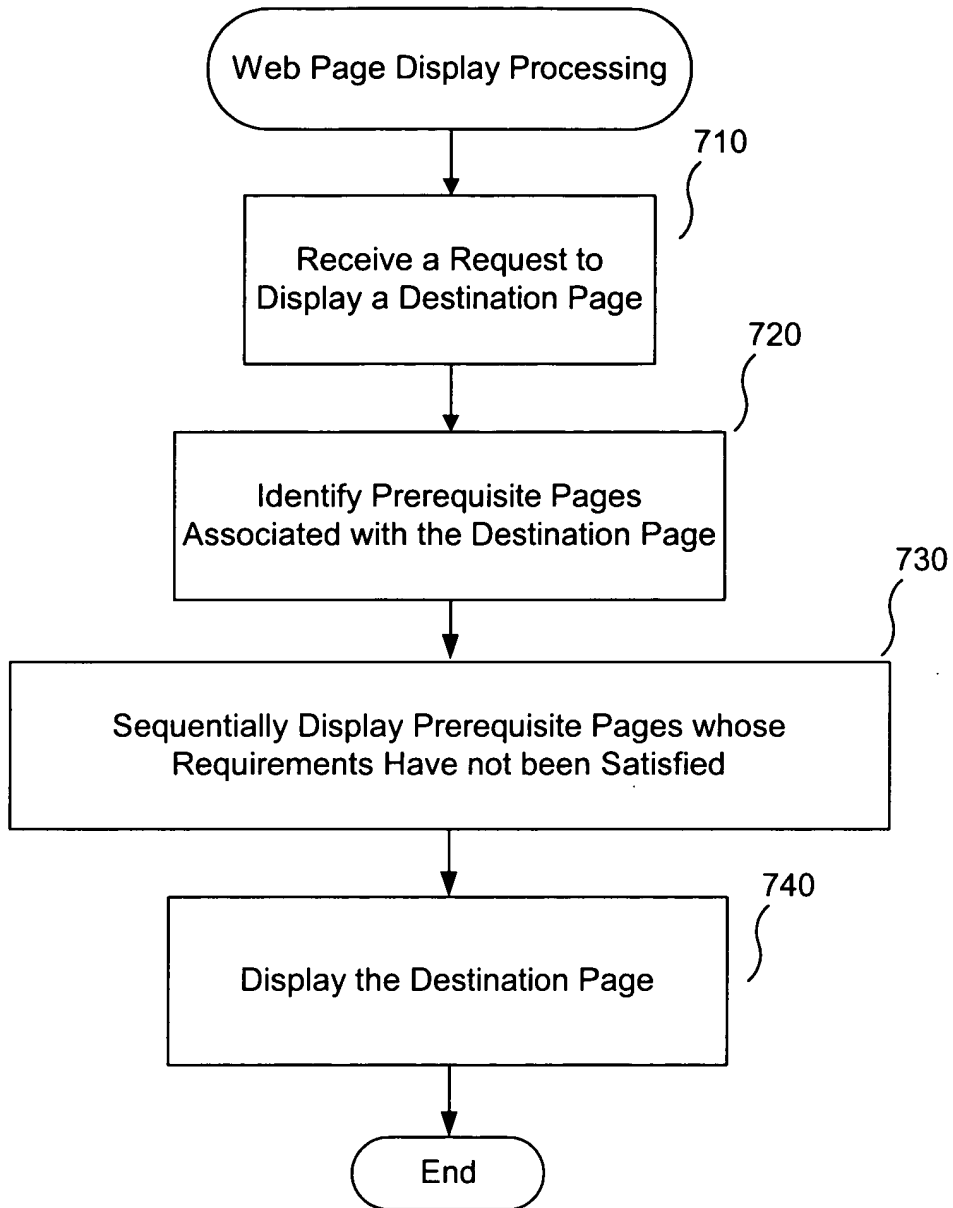 Web Page Display Processing
710
Receive a Request to
Display a Destination Page
720
Identify Prerequisite Pages
Associated with the Destination Page
730
Sequentially Display Prerequisite Pages whose
Requirements Have not been Satisfied
740
Display the Destination Page
End